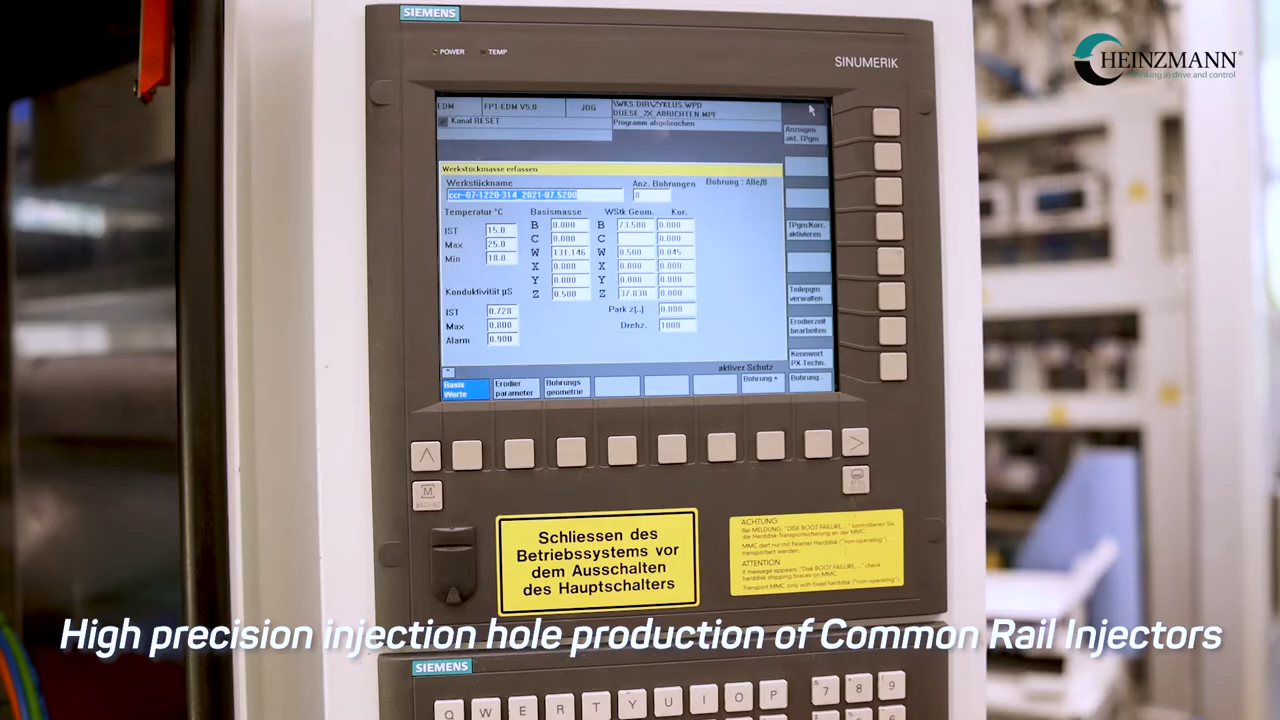 SIEMENS
POWER TEMP
SINUMERIK
HEINZMANN®
thinking in drive and control
EDM FP1-EDM V5.0 JOG \WKS.DIR\ZYKLUS.WPD
DUESE_ZX_ABRICHTEN.MPF
Kanal RESET Programm abgebrochen
Anzeigen
akt. TPgm
Werkstückmasse erfassen
Werkstückname Anz. Bohrungen Bohrung : Alle/8
ccr-07-1220-314_2021-07.5200 8
Temperatur °C Basismasse WStk Geom. Kor.
IST 15.0 B 0.000 B 73.500 0.000
Max 25.0 C 0.000 C 0.000
Min 18.0 W 131.146 W 0.500 0.045
X 0.000 X 0.000 0.000
Y 0.000 Y 0.000 0.000
Konduktivität µS Z 0.500 Z 37.830 0.000
IST 0.728 Park z[..] 0.000
Max 0.800 Drehz. 1000
Alarm 0.900
TPgm/Korr.
aktivieren
Teilepgm
verwalten
Erodierzeit
bearbeiten
Kennwort
PX-Techn.
aktiver Schutz
Basis
Werte
Erodier
parameter
Bohrungs
geometrie
Bohrung +
Bohrung -
M
MACHINE
Schliessen des
Betriebssystems vor
dem Ausschalten
des Hauptschalters
ACHTUNG
Bei MELDUNG: "DISK BOOT FAILURE, ..." kontrollieren Sie
die Harddisk Transportsicherung an der MMC.
MMC darf nur mit fixierter Harddisk ("non-operating")
transportiert werden.
ATTENTION
If message appears: "Disk BOOT FAILURE, ..." check
harddisk shipping braces on MMC.
Transport MMC only with fixed harddisk ("non-operating").
High precision injection hole production of Common Rail Injectors
SIEMENS
Q W E R T Y U I O P 7 8 9